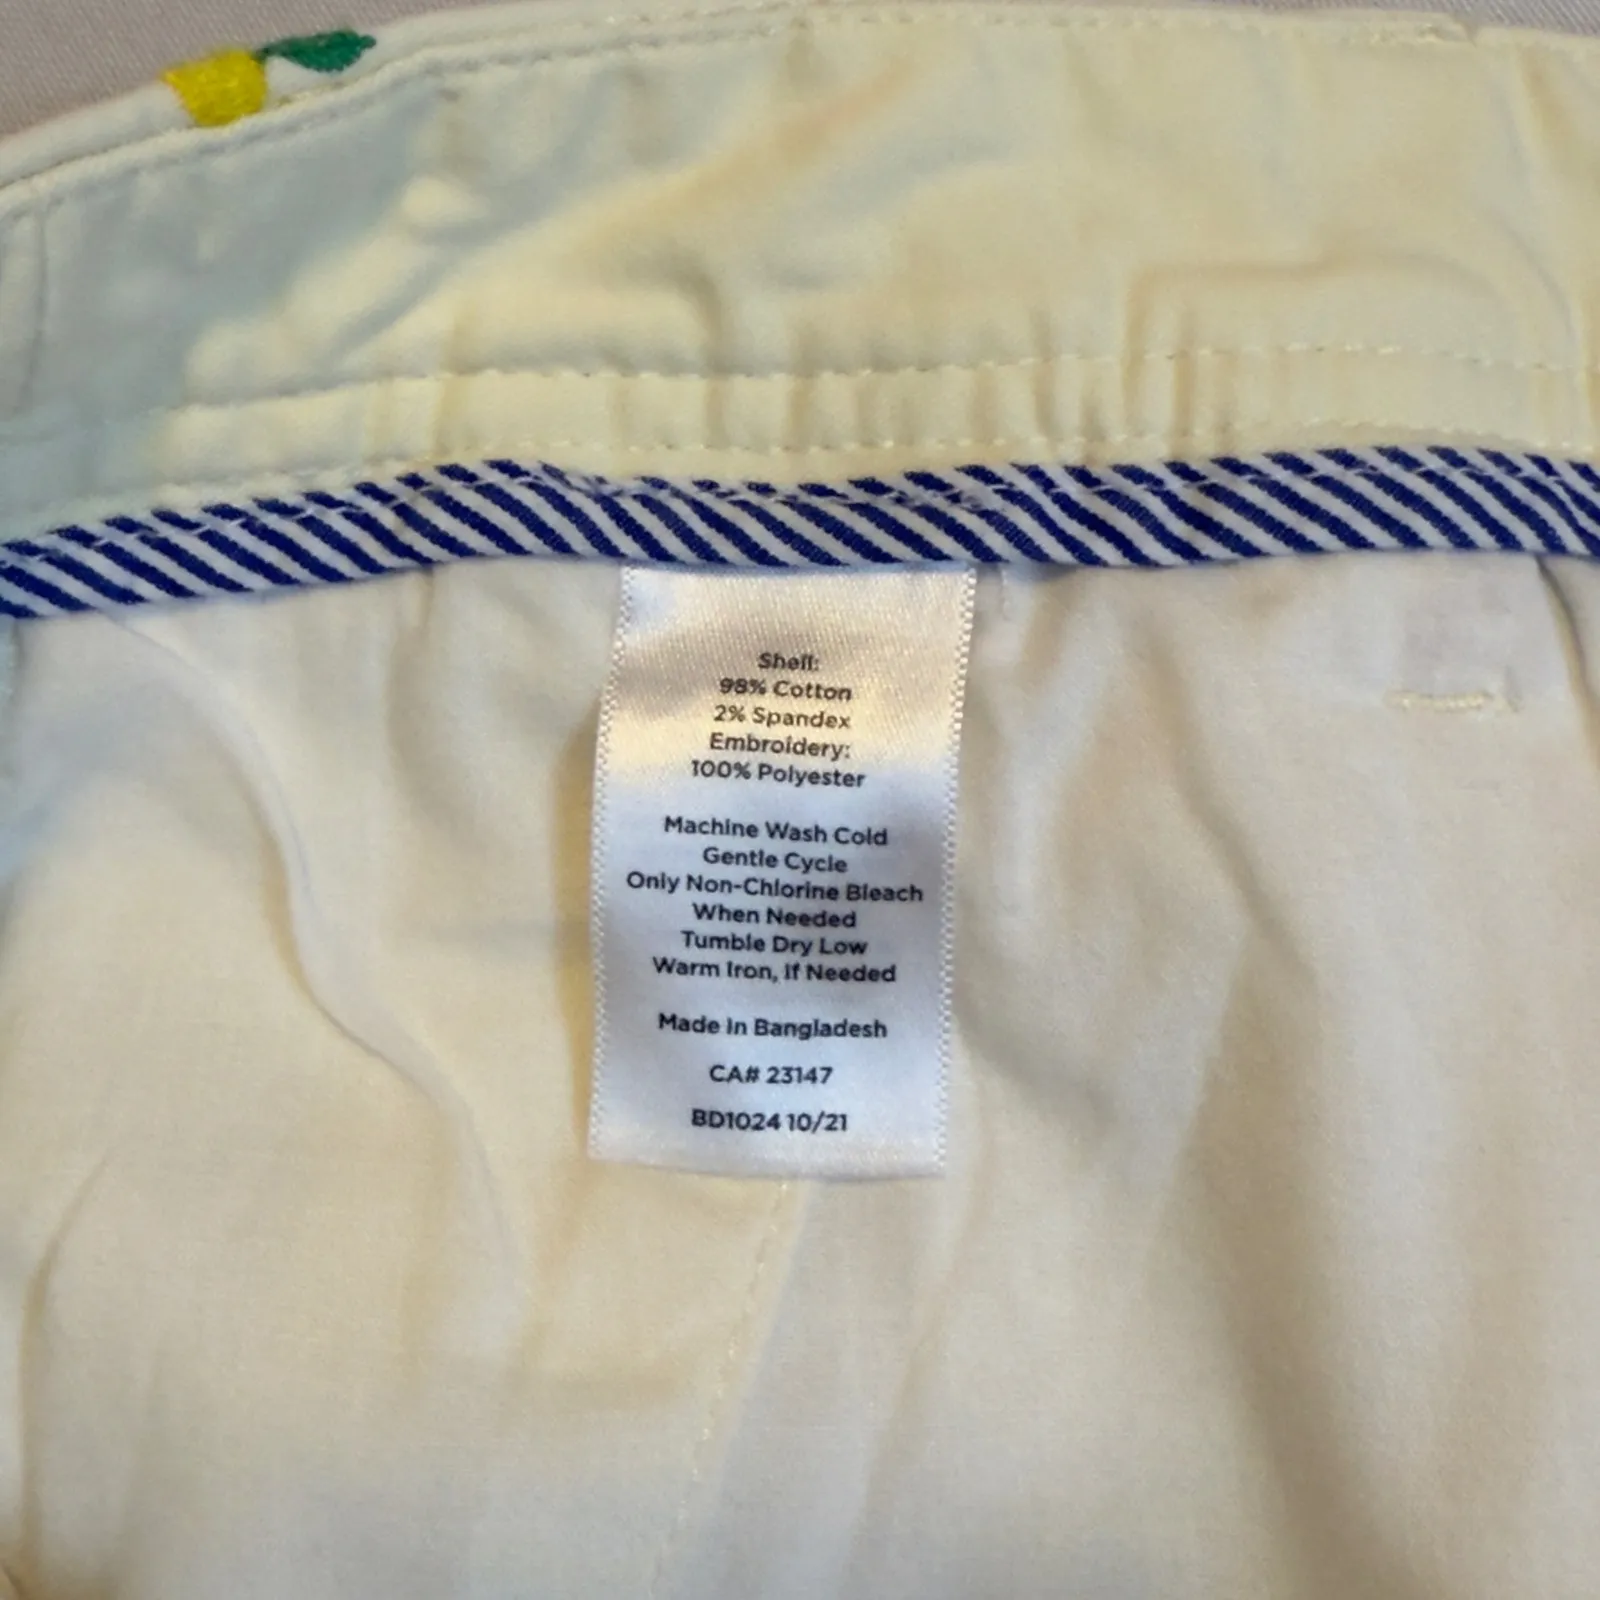 Shell:
98% Cotton
2% Spandex
Embroidery:
100% Polyester
Machine Wash Cold
Gentle Cycle
Only Non-Chlorine Bleach
When Needed
Tumble Dry Low
Warm Iron, If Needed
Made In Bangladesh
CA# 23147
BD1024 10/21